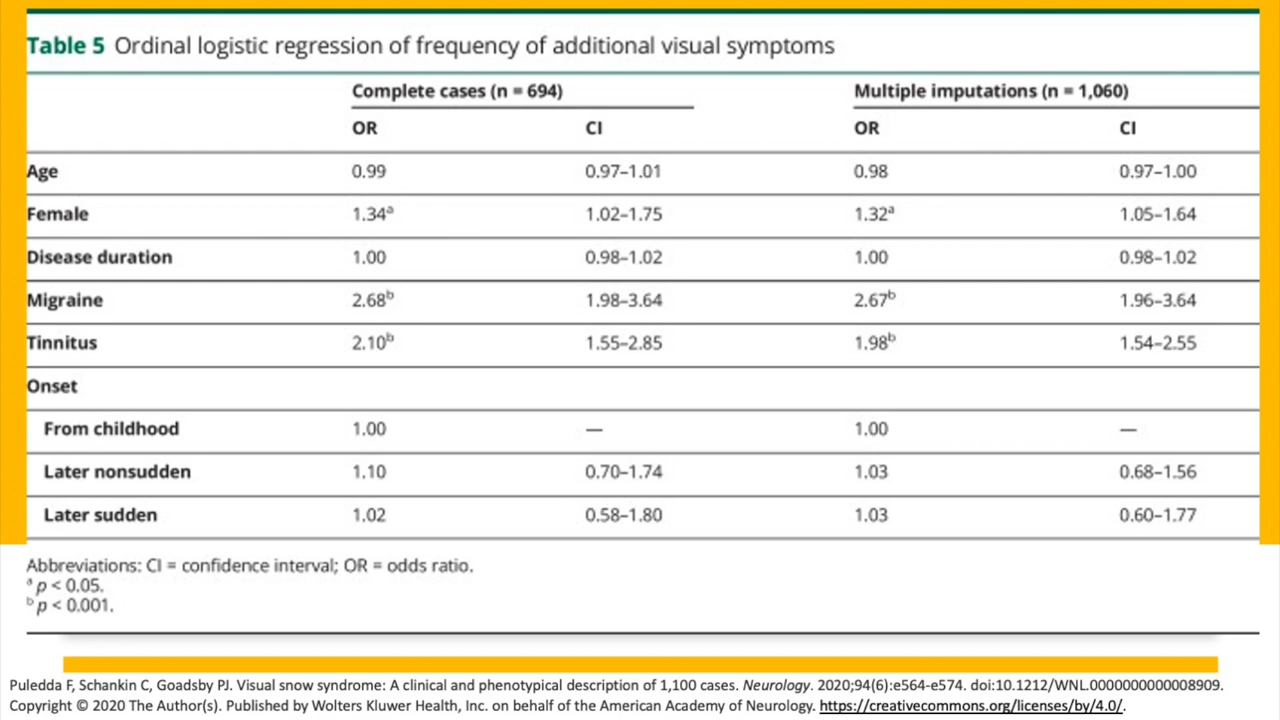 Table 5 Ordinal logistic regression of frequency of additional visual symptoms
Complete cases (n = 694) Multiple imputations (n = 1,060)
OR CI OR CI
Age 0.99 0.97–1.01 0.98 0.97–1.00
Female 1.34ᵃ 1.02–1.75 1.32ᵃ 1.05–1.64
Disease duration 1.00 0.98–1.02 1.00 0.98–1.02
Migraine 2.68ᵇ 1.98–3.64 2.67ᵇ 1.96–3.64
Tinnitus 2.10ᵇ 1.55–2.85 1.98ᵇ 1.54–2.55
Onset
From childhood 1.00 — 1.00 —
Later nonsudden 1.10 0.70–1.74 1.03 0.68–1.56
Later sudden 1.02 0.58–1.80 1.03 0.60–1.77
Abbreviations: CI = confidence interval; OR = odds ratio.
ᵃ p < 0.05.
ᵇ p < 0.001.
Puledda F, Schankin C, Goadsby PJ. Visual snow syndrome: A clinical and phenotypical description of 1,100 cases. Neurology. 2020;94(6):e564-e574. doi:10.1212/WNL.0000000000008909.
Copyright © 2020 The Author(s). Published by Wolters Kluwer Health, Inc. on behalf of the American Academy of Neurology. https://creativecommons.org/licenses/by/4.0/.